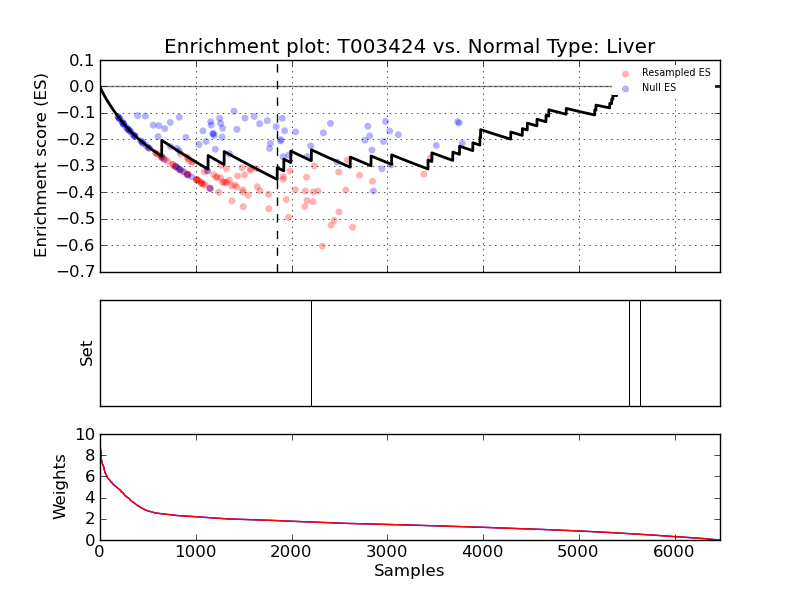 Enrichment plot: T003424 vs. Normal Type: Liver
Enrichment score (ES)
0.1
0.0
−0.1
−0.2
−0.3
−0.4
−0.5
−0.6
−0.7
Resampled ES
Null ES
Set
Weights
10
8
6
4
2
0
0 1000 2000 3000 4000 5000 6000
Samples